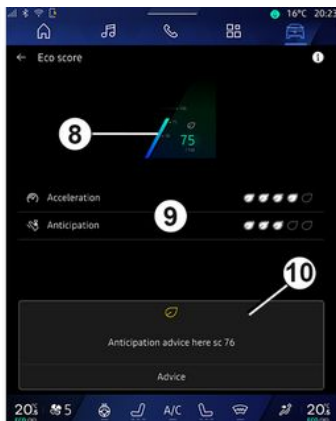 16°C 20:23
Eco score
8
75
Acceleration
9
Anticipation
10
Anticipation advice here sc 76
Advice
20 5 A/C 20